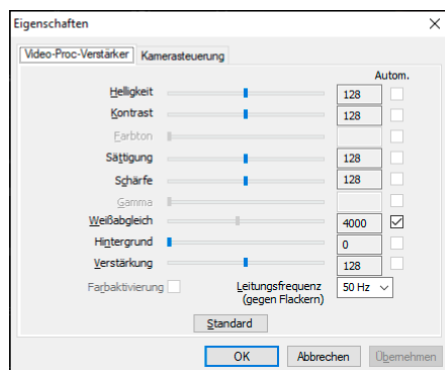 Eigenschaften
Video-Proc-Verstärker Kamerasteuerung
Autom.
Helligkeit 128
Kontrast 128
Farbton
Sättigung 128
Schärfe 128
Gamma
Weißabgleich 4000
Hintergrund 0
Verstärkung 128
Farbaktivierung Leitungsfrequenz 50 Hz
(gegen Flackern)
Standard
OK Abbrechen Übernehmen